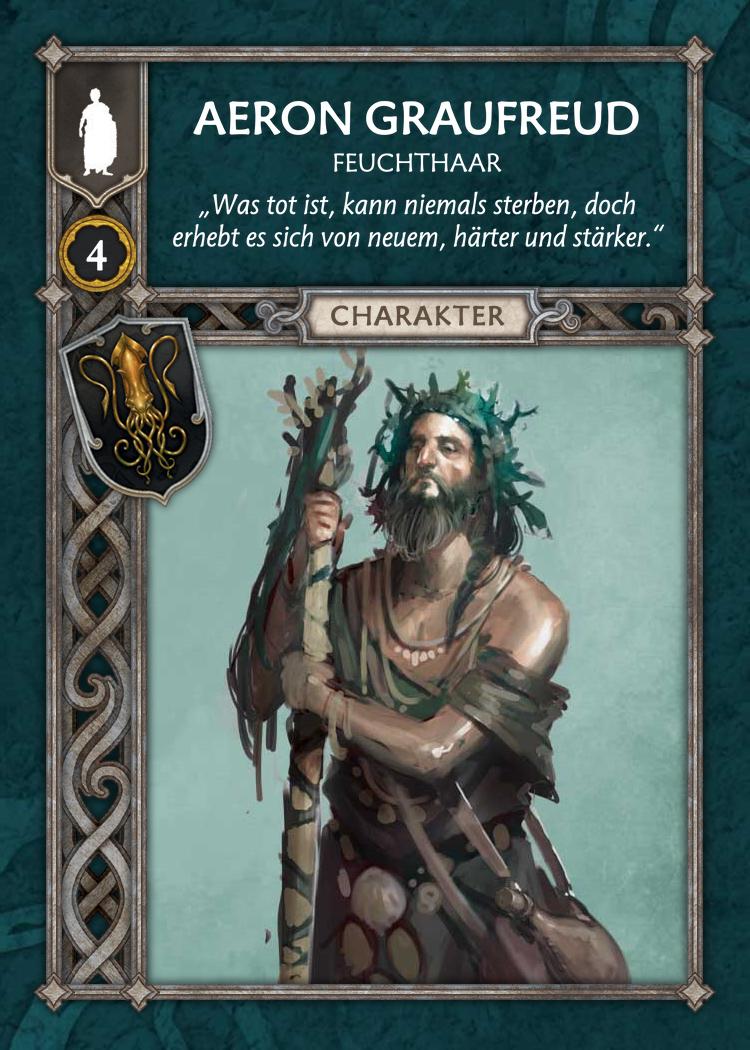 AERON GRAUFREUD
FEUCHTHAAR
„Was tot ist, kann niemals sterben, doch
erhebt es sich von neuem, härter und stärker.“
4
CHARAKTER